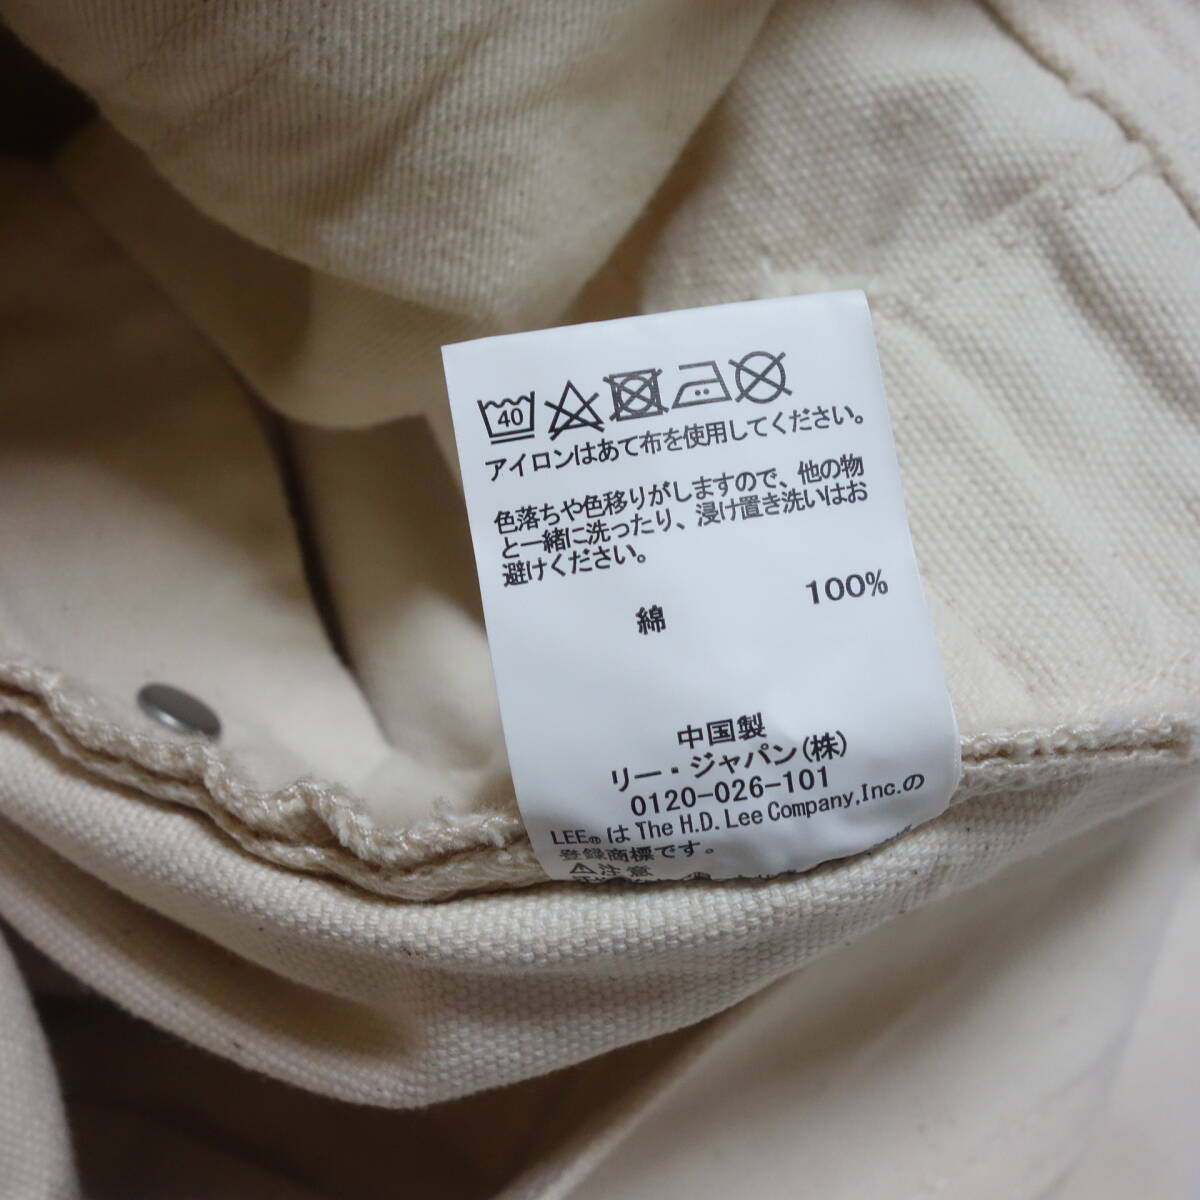 40
アイロンはあて布を使用してください。
色落ちや色移りがしますので、他の物
と一緒に洗ったり、浸け置き洗いはお
避けください。
綿 100%
中国製
リー・ジャパン(株)
0120-026-101
LEE®は The H.D. Lee Company, Inc.の
登録商標です。
⚠注意